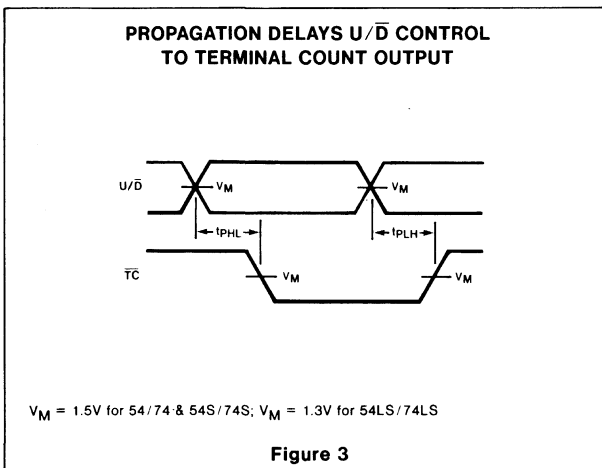 PROPAGATION DELAYS U/D̅ CONTROL
TO TERMINAL COUNT OUTPUT
U/D̅
VM
VM
tPHL
tPLH
T̅C̅
VM
VM
VM = 1.5V for 54/74 & 54S/74S; VM = 1.3V for 54LS/74LS
Figure 3